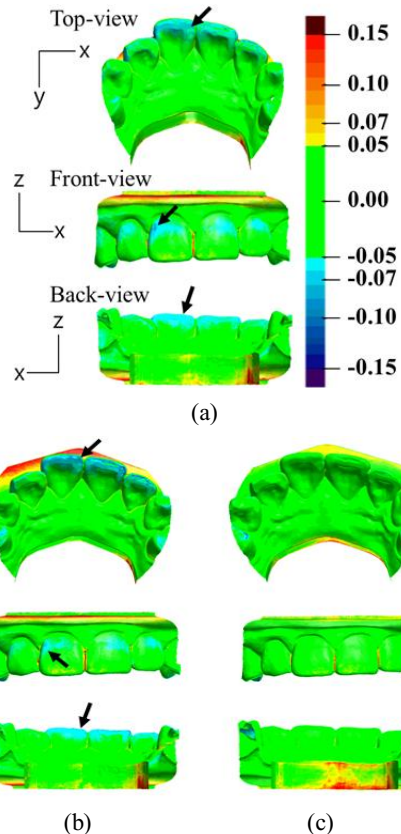 Top-view
x
y
Front-view
z
x
Back-view
z
x
0.15
0.10
0.07
0.05
0.00
-0.05
-0.07
-0.10
-0.15
(a)
(b)
(c)